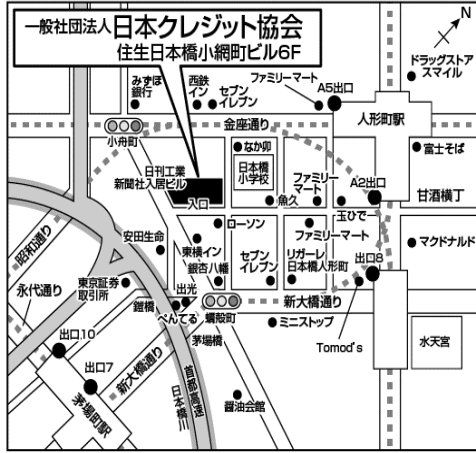 一般社団法人 日本クレジット協会
住生日本橋小網町ビル6F
N
ドラッグストア
スマイル
みずほ
銀行
西鉄
イン
セブン
イレブン
ファミリーマート
A5出口
人形町駅
金座通り
小舟町
なか卯
富士そば
日刊工業
新聞社入居ビル
日本橋
小学校
入口
魚久
ファミリー
マート
A2出口
甘酒横丁
玉ひで
ローソン
ファミリーマート
安田生命
東横イン
銀杏八幡
セブン
イレブン
リガーレ
日本橋人形町
マクドナルド
出口8
昭和通り
永代通り
東京証券
取引所
出光
鎧橋
ぺんてる
蛎殻町
新大橋通り
ミニストップ
Tomod's
水天宮
茅場橋
出口10
出口7
新大橋通り
首都高速
日本橋川
茅場町駅
醤油会館